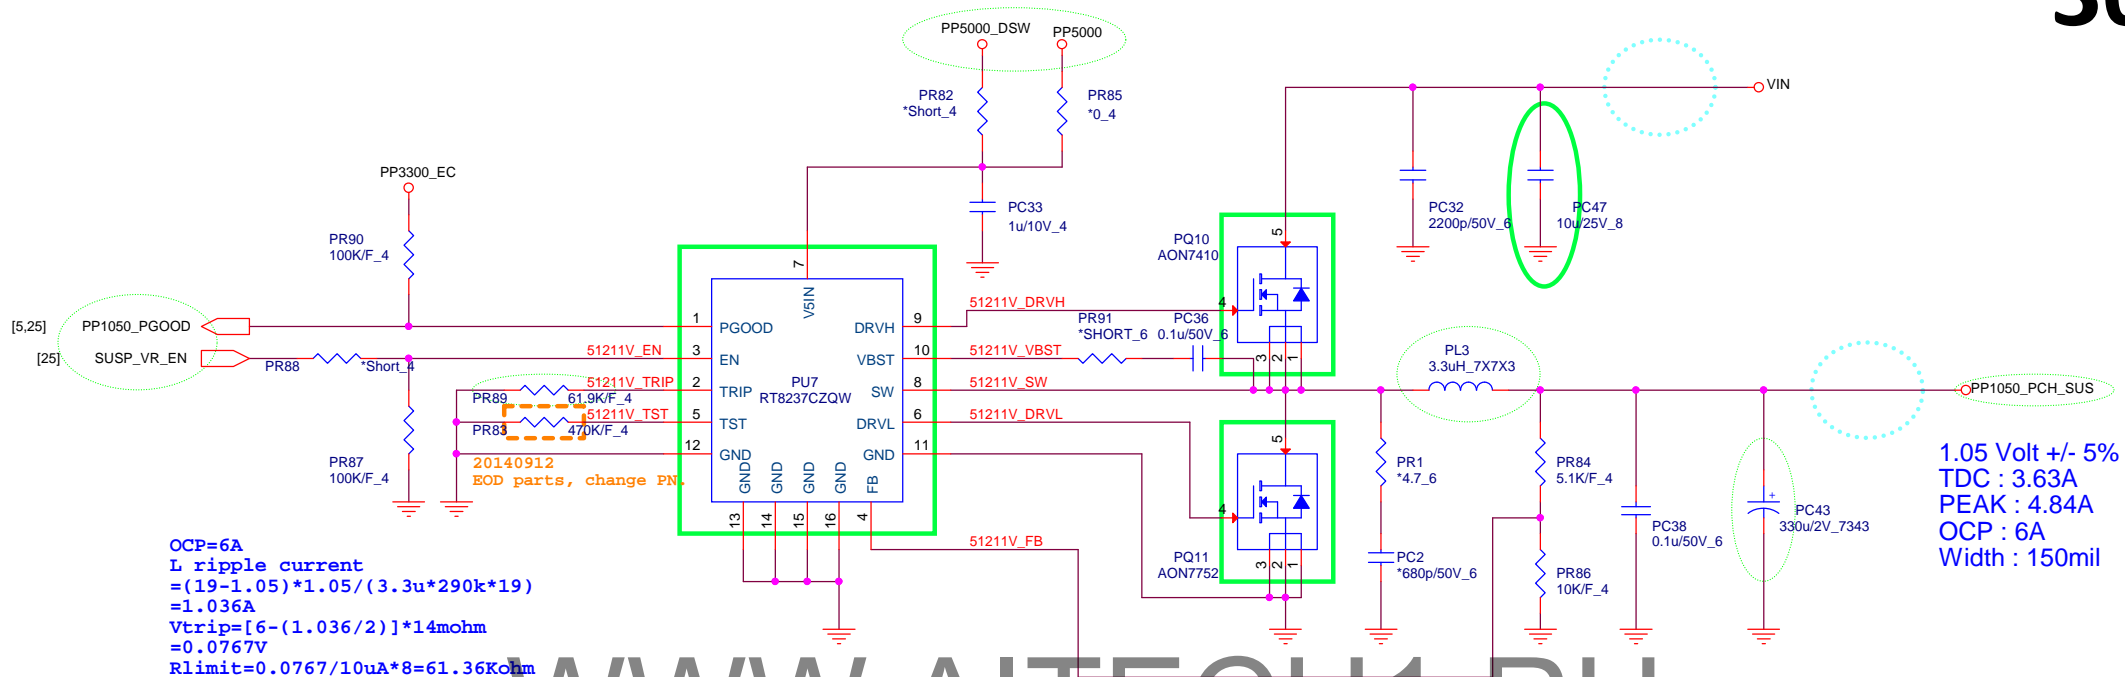 PP5000_DSW
PP5000
PR82
*Short_4
PR85
*0_4
VIN
PP3300_EC
PC33
1u/10V_4
PC32
2200p/50V_6
PC47
10u/25V_8
PR90
100K/F_4
PQ10
AON7410
5
4
3
2
1
7
V5IN
[5,25]
PP1050_PGOOD
[25]
SUSP_VR_EN
PR88
*Short_4
1
PGOOD
3
EN
2
TRIP
5
TST
12
GND
51211V_EN
51211V_TRIP
51211V_TST
PR89
61.9K/F_4
PR83
470K/F_4
20140912
EOD parts, change PN.
PR87
100K/F_4
PU7
RT8237CZQW
DRVH
9
VBST
10
SW
8
DRVL
6
GND
11
GND
GND
GND
GND
FB
13
14
15
16
4
51211V_DRVH
51211V_VBST
51211V_SW
51211V_DRVL
51211V_FB
PR91
*SHORT_6
PC36
0.1u/50V_6
PL3
3.3uH_7X7X3
PP1050_PCH_SUS
5
4
3
2
1
PQ11
AON7752
PR1
*4.7_6
PC2
*680p/50V_6
PR84
5.1K/F_4
PR86
10K/F_4
PC38
0.1u/50V_6
+
PC43
330u/2V_7343
1.05 Volt +/- 5%
TDC : 3.63A
PEAK : 4.84A
OCP : 6A
Width : 150mil
OCP=6A
L ripple current
=(19-1.05)*1.05/(3.3u*290k*19)
=1.036A
Vtrip=[6-(1.036/2)]*14mohm
=0.0767V
Rlimit=0.0767/10uA*8=61.36Kohm